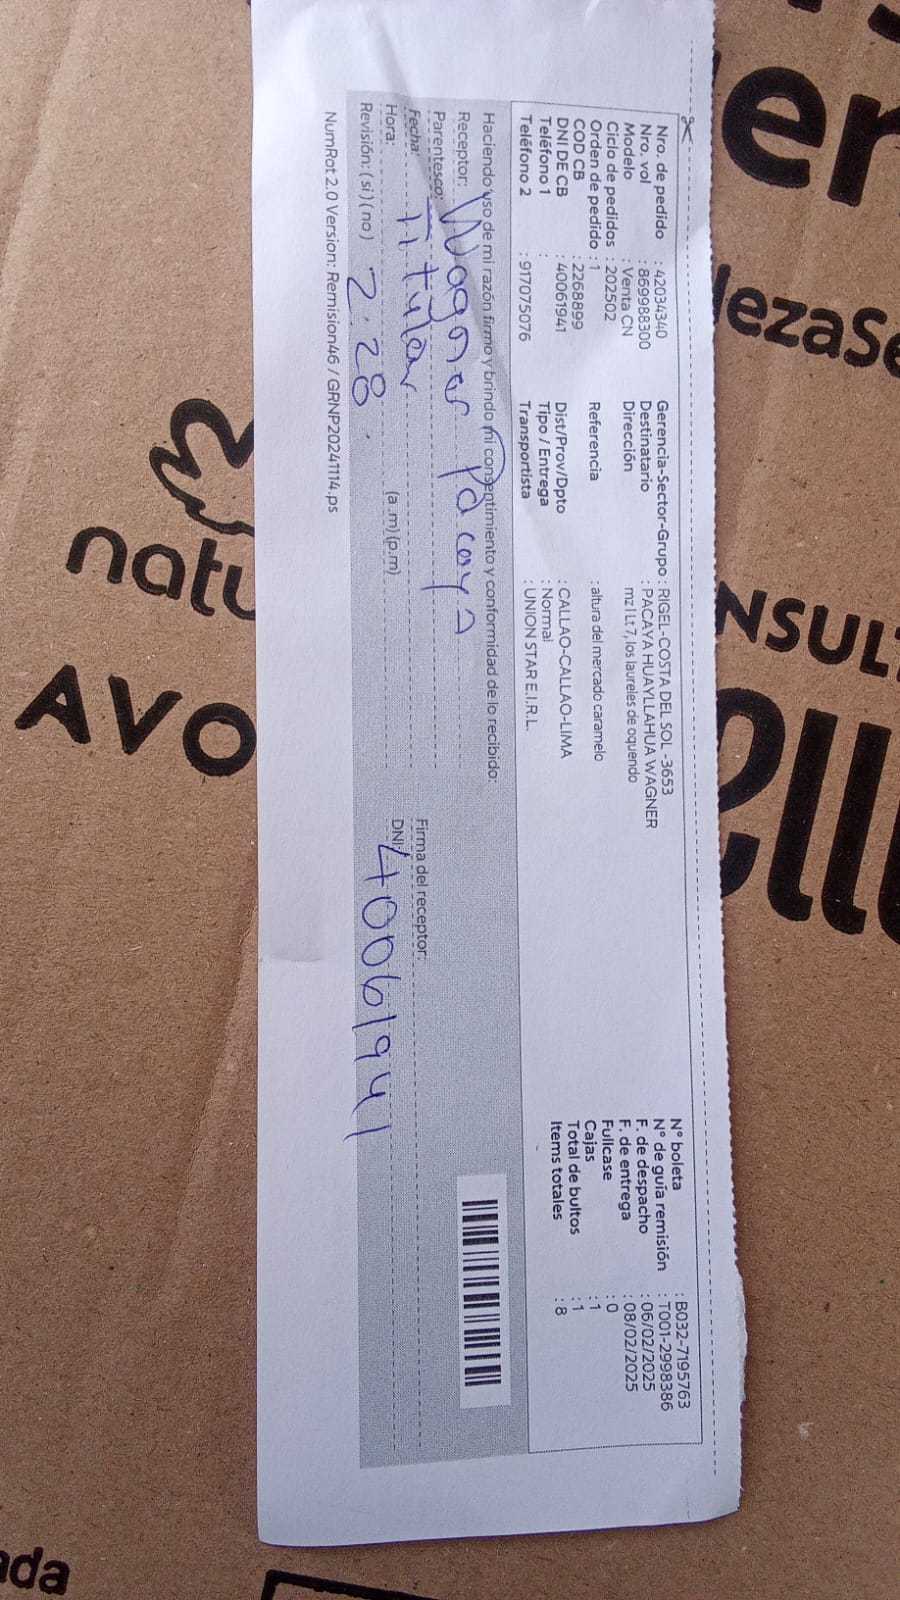 Nro. de pedido : 42034340
Nro. vol : 869988300
Modelo : Venta CN
Ciclo de pedidos : 202502
Orden de pedido : 1
COD CB : 2268899
DNI DE CB : 40061941
Teléfono 1 :
Teléfono 2 : 917075076
Gerencia-Sector-Grupo : RIGEL-COSTA DEL SOL -3653
Destinatario : PACAYA HUAYLLAHUA WAGNER
Dirección mz I Lt 7, los laureles de oquendo
Referencia : altura del mercado caramelo
Dist/Prov/Dpto : CALLAO-CALLAO-LIMA
Tipo / Entrega : Normal
Transportista : UNION STAR E.I.R.L.
N° boleta : B032-7195763
N° de guía remisión : T001-2998386
F. de despacho : 06/02/2025
F. de entrega : 08/02/2025
Fullcase : 0
Cajas : 1
Total de bultos : 1
Items totales : 8
Haciendo uso de mi razón firmo y brindo mi consentimiento y conformidad de lo recibido:
Receptor: Wagner Pacaya
Parentesco: Titular
Fecha:
Hora: 2:28 (a.m)(p.m)
Revisión: (si)(no)
Firma del receptor:
DNI: 40061941
NumRot 2.0 Version: Remision46 / GRNP20241114.ps
er
lezaSe
NSULT
natu
AVO
ada